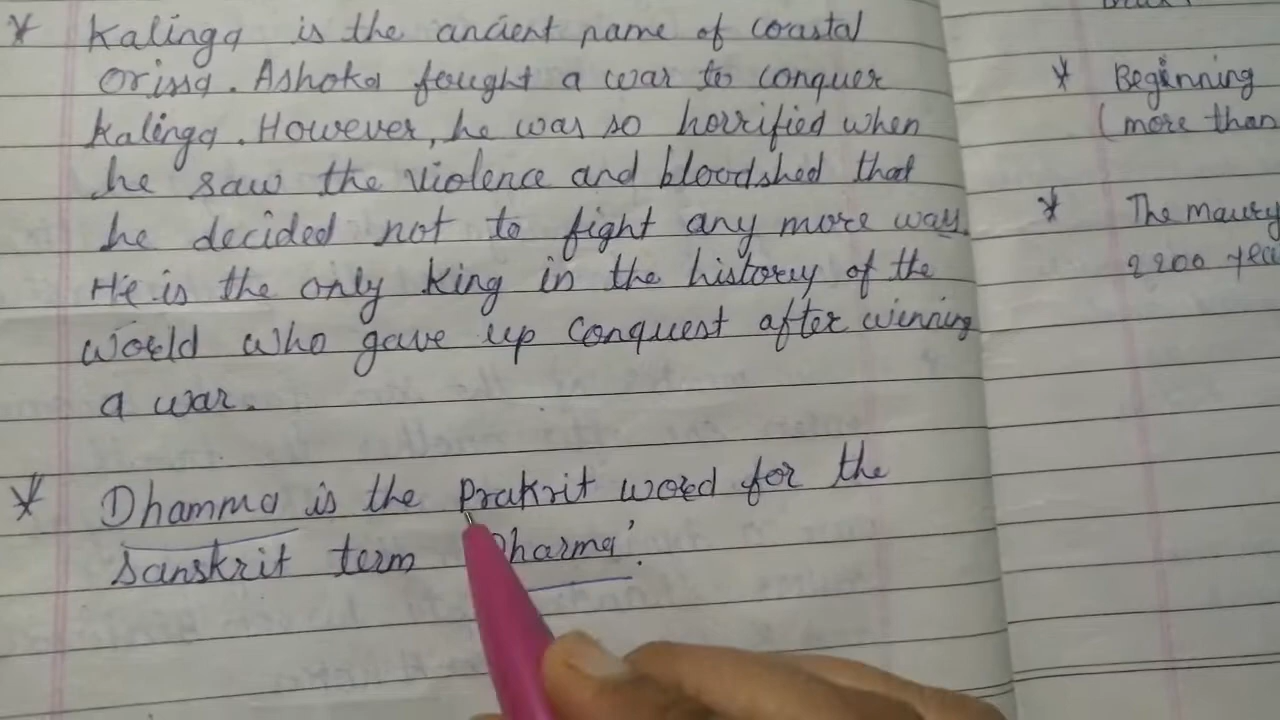 * Kalinga is the ancient name of coastal
Orissa. Ashoka fought a war to conquer
Kalinga. However, he was so horrified when
he saw the violence and bloodshed that
he decided not to fight any more wars.
He is the only king in the history of the
world who gave up conquest after winning
a war.
* Dhamma is the Prakrit word for the
Sanskrit term Dharma'.
* Beginning
(more than
* The maury
2200 yea